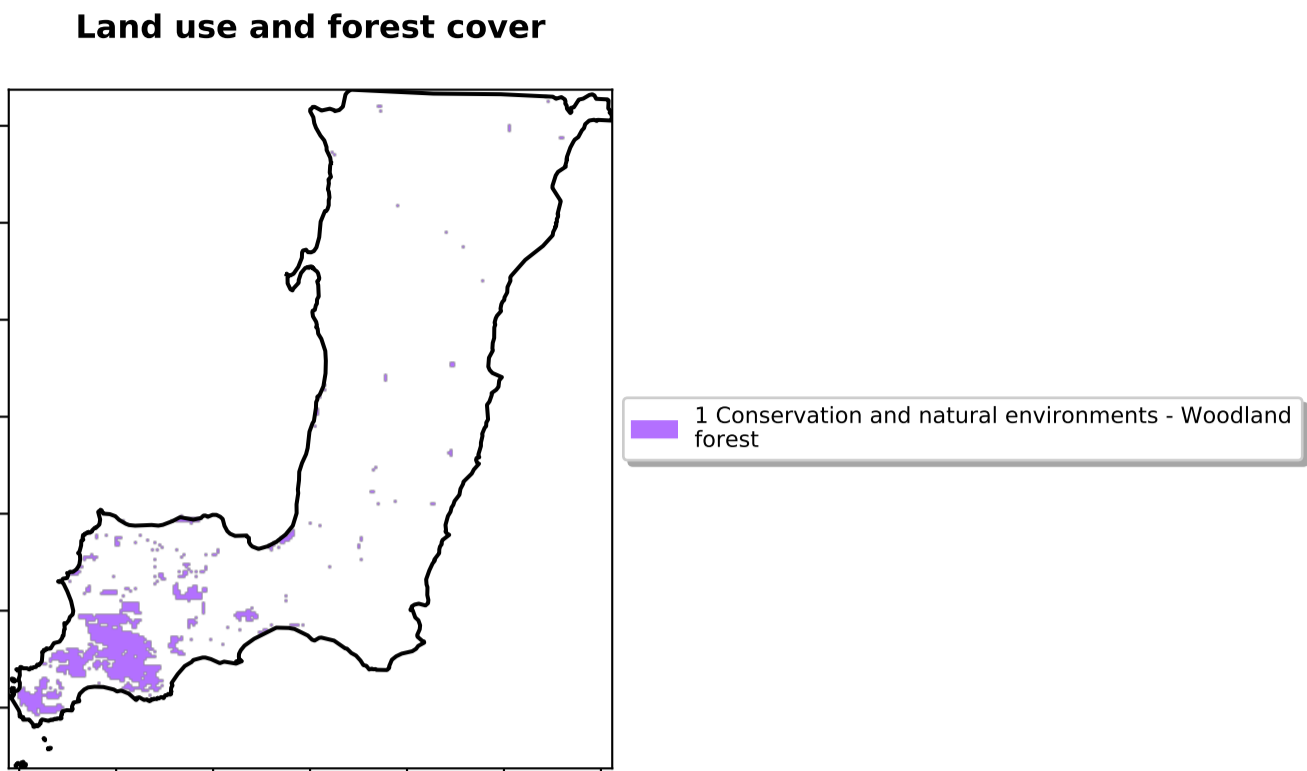 Land use and forest cover
1 Conservation and natural environments - Woodland
forest